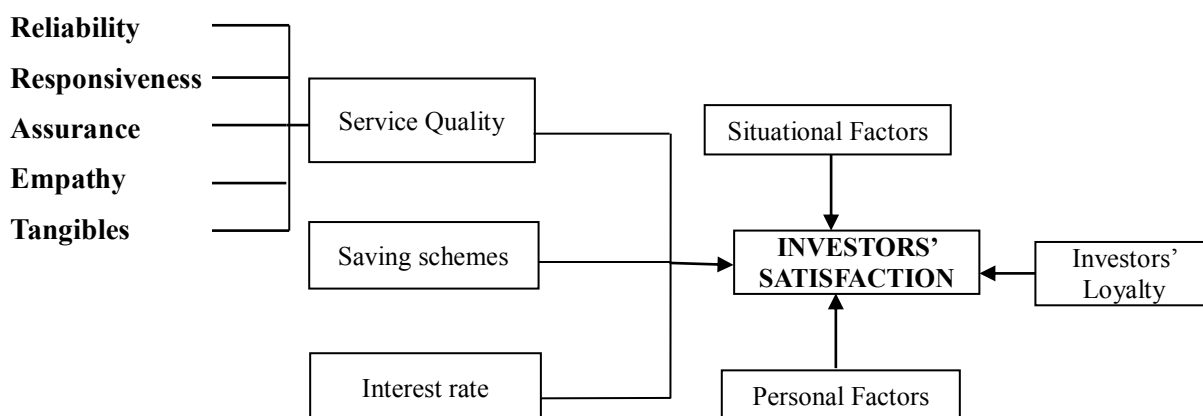 Reliability
Responsiveness
Assurance
Empathy
Tangibles
Service Quality
Saving schemes
Interest rate
Situational Factors
INVESTORS’
SATISFACTION
Personal Factors
Investors’
Loyalty